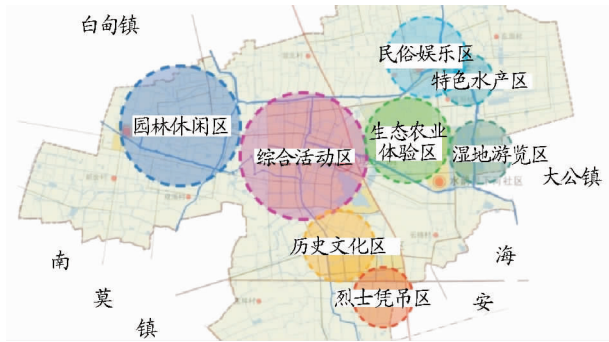 白甸镇
民俗娱乐区
特色水产区
园林休闲区
综合活动区
生态农业
体验区
湿地游览区
大公镇
历史文化区
烈士凭吊区
南
莫
镇
海
安